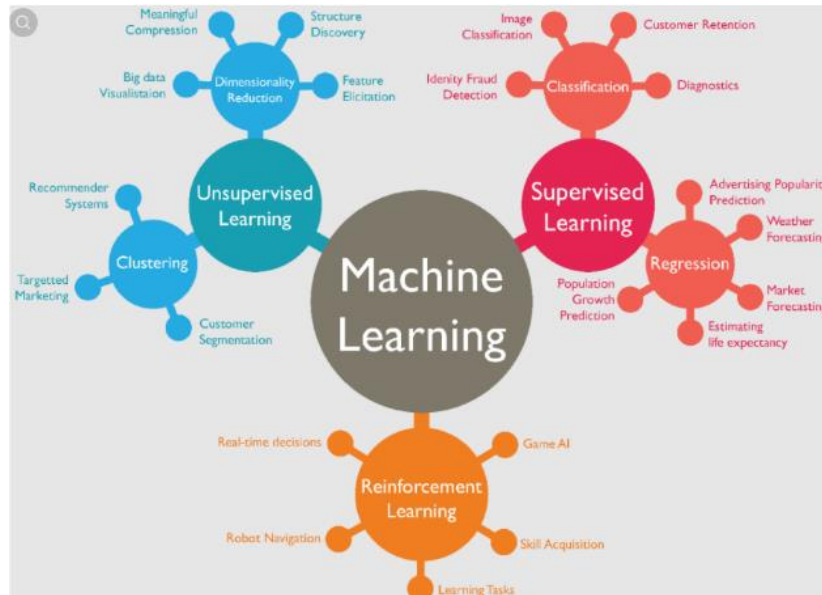 Meaningful
Compression
Structure
Discovery
Big data
Visualistaion
Dimensionality
Reduction
Feature
Elicitation
Image
Classification
Customer Retention
Idenity Fraud
Detection
Classification
Diagnostics
Unsupervised
Learning
Supervised
Learning
Recommender
Systems
Clustering
Targetted
Marketing
Customer
Segmentation
Machine
Learning
Advertising Popularit
Prediction
Weather
Forecastin
Regression
Population
Growth
Prediction
Market
Forecastin
Estimating
life expectancy
Real-time decisions
Game AI
Reinforcement
Learning
Robot Navigation
Skill Acquisition
Learning Tasks